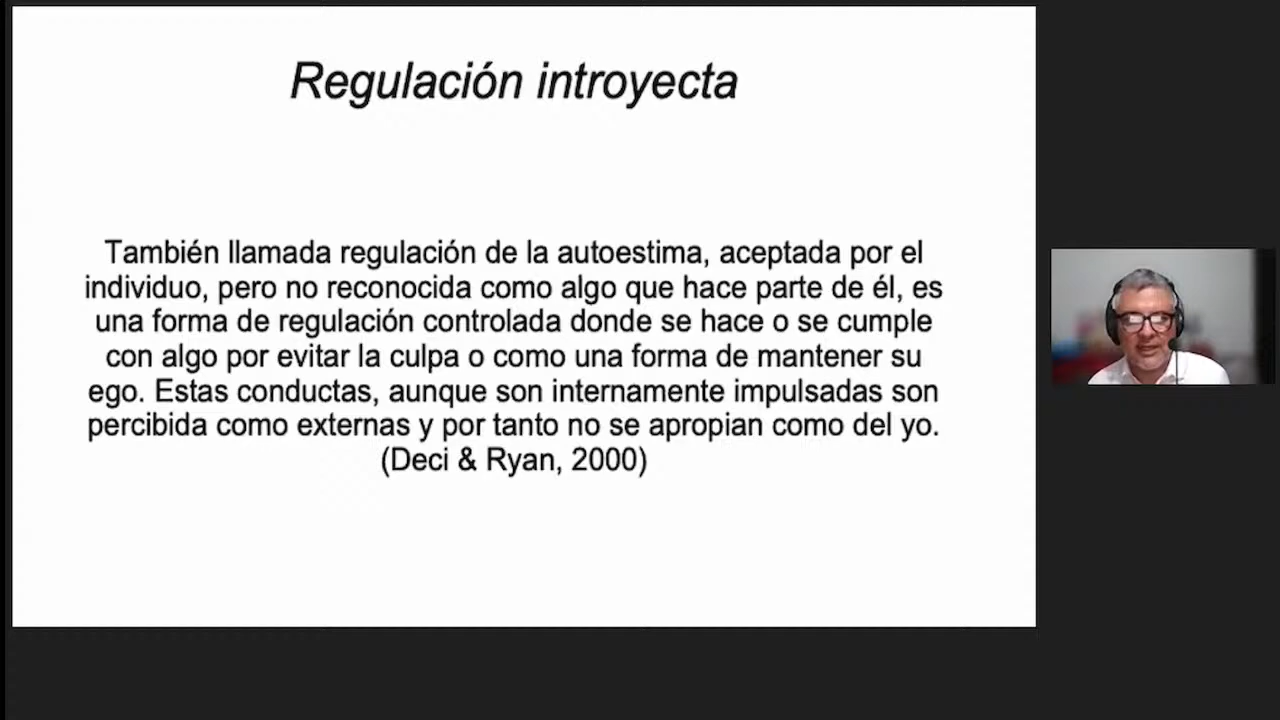 Regulación introyecta
También llamada regulación de la autoestima, aceptada por el
individuo, pero no reconocida como algo que hace parte de él, es
una forma de regulación controlada donde se hace o se cumple
con algo por evitar la culpa o como una forma de mantener su
ego. Estas conductas, aunque son internamente impulsadas son
percibida como externas y por tanto no se apropian como del yo.
(Deci & Ryan, 2000)